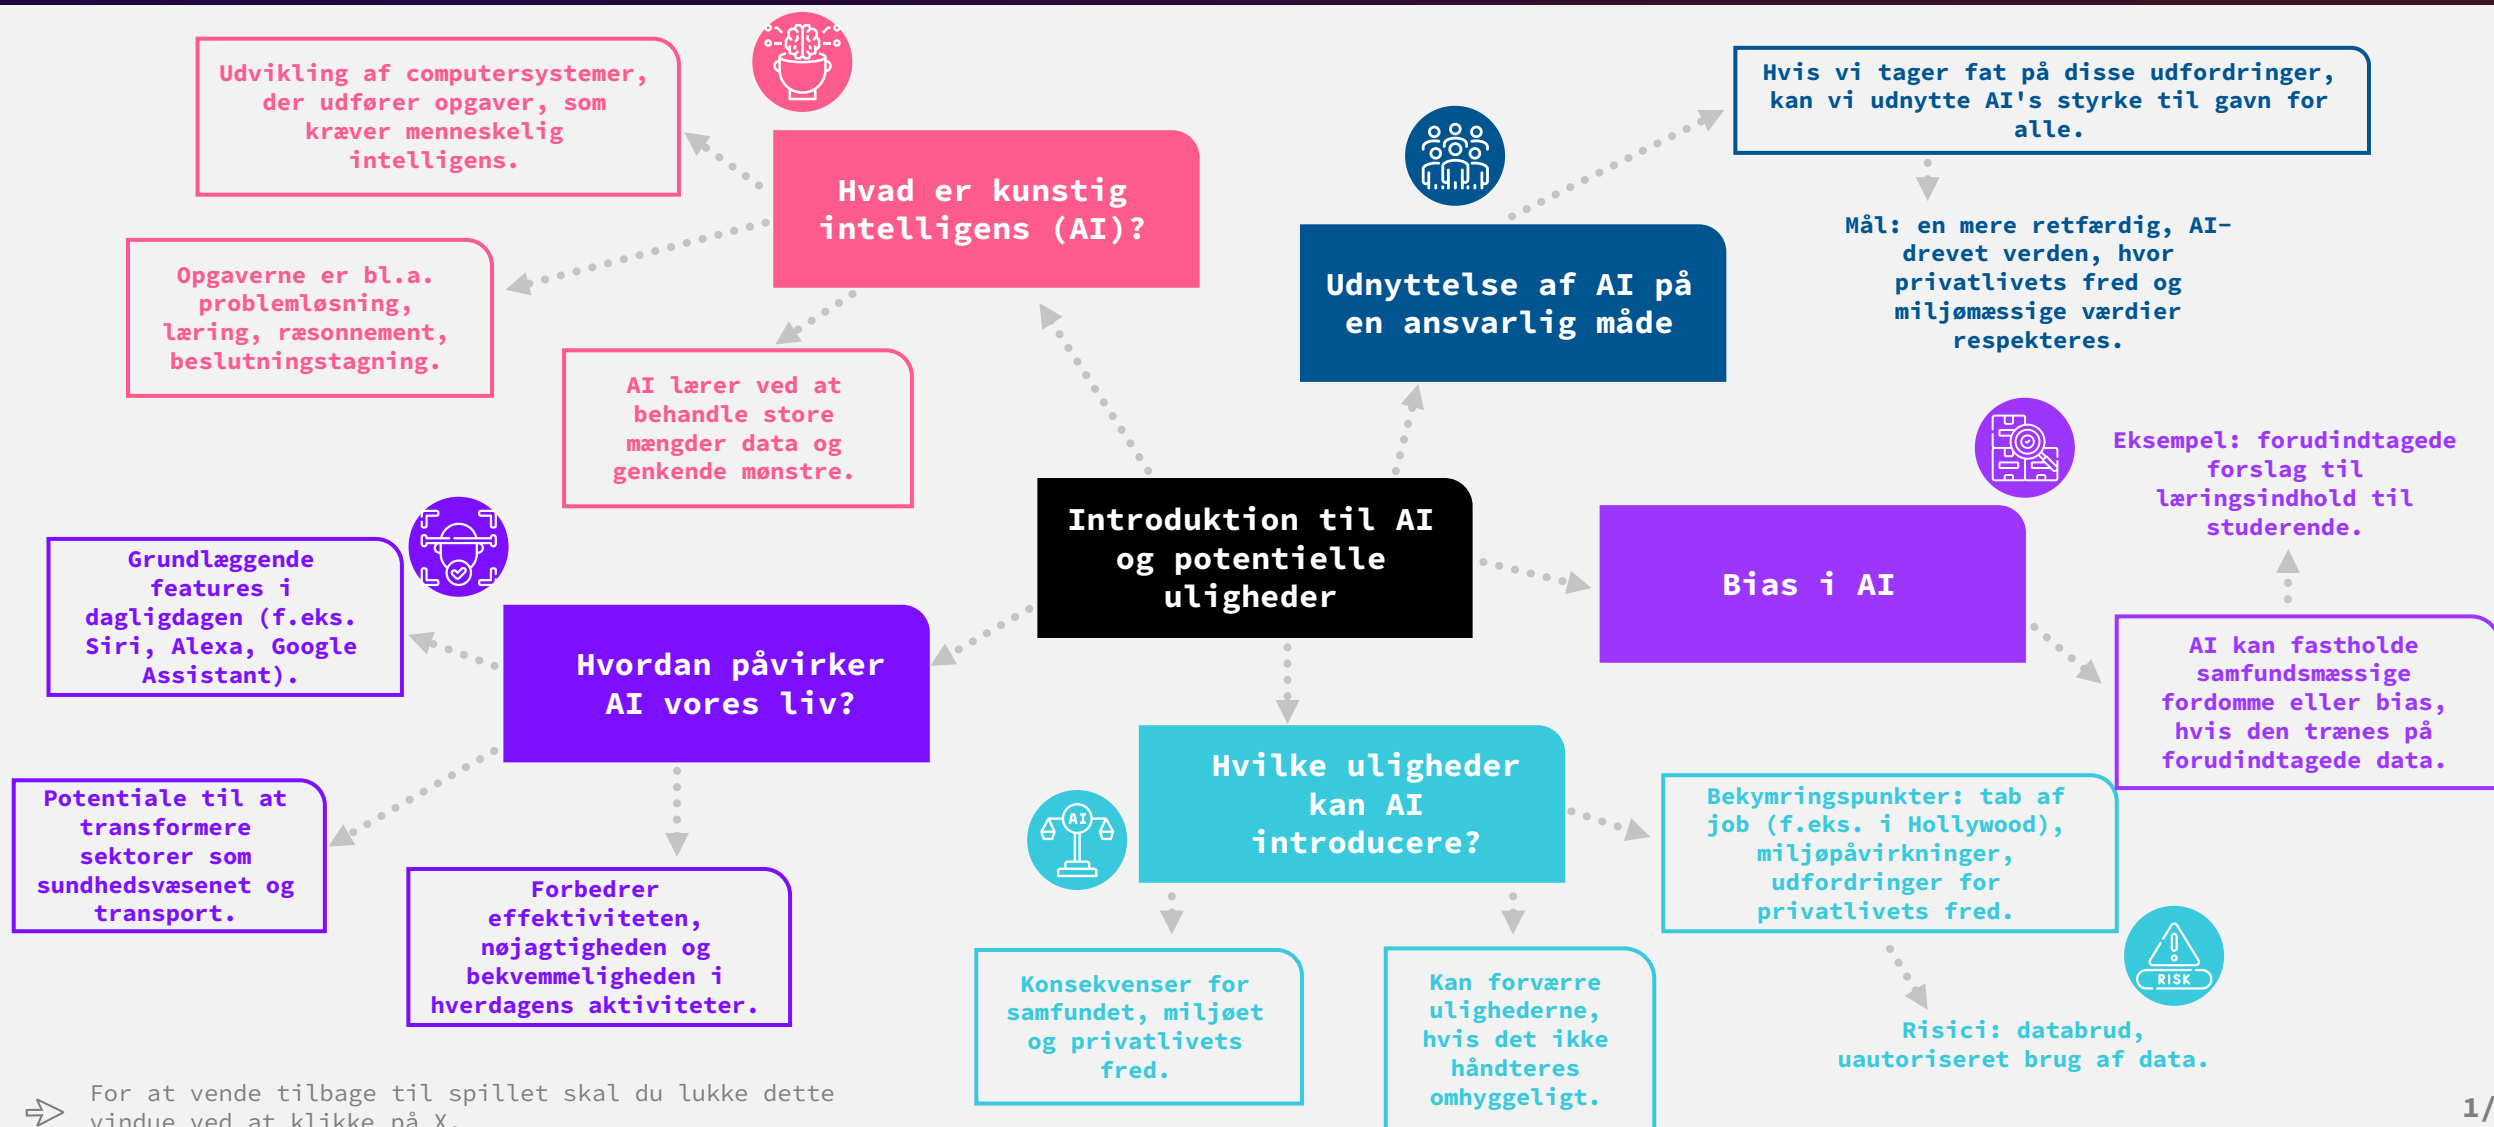 Udvikling af computersystemer,
der udfører opgaver, som
kræver menneskelig
intelligens.
Hvad er kunstig
intelligens (AI)?
Opgaverne er bl.a.
problemløsning,
læring, ræsonnement,
beslutningstagning.
AI lærer ved at
behandle store
mængder data og
genkende mønstre.
Hvis vi tager fat på disse udfordringer,
kan vi udnytte AI's styrke til gavn for
alle.
Udnyttelse af AI på
en ansvarlig måde
Mål: en mere retfærdig, AI-
drevet verden, hvor
privatlivets fred og
miljømæssige værdier
respekteres.
Eksempel: forudindtagede
forslag til
læringsindhold til
studerende.
Introduktion til AI
og potentielle
uligheder
Bias i AI
AI kan fastholde
samfundsmæssige
fordomme eller bias,
hvis den trænes på
forudindtagede data.
Grundlæggende
features i
dagligdagen (f.eks.
Siri, Alexa, Google
Assistant).
Hvordan påvirker
AI vores liv?
Potentiale til at
transformere
sektorer som
sundhedsvæsenet og
transport.
Forbedrer
effektiviteten,
nøjagtigheden og
bekvemmeligheden i
hverdagens aktiviteter.
Hvilke uligheder
kan AI
introducere?
AI
Bekymringspunkter: tab af
job (f.eks. i Hollywood),
miljøpåvirkninger,
udfordringer for
privatlivets fred.
RISK
Konsekvenser for
samfundet, miljøet
og privatlivets
fred.
Kan forværre
ulighederne,
hvis det ikke
håndteres
omhyggeligt.
Risici: databrud,
uautoriseret brug af data.
For at vende tilbage til spillet skal du lukke dette
vindue ved at klikke på X.
1/